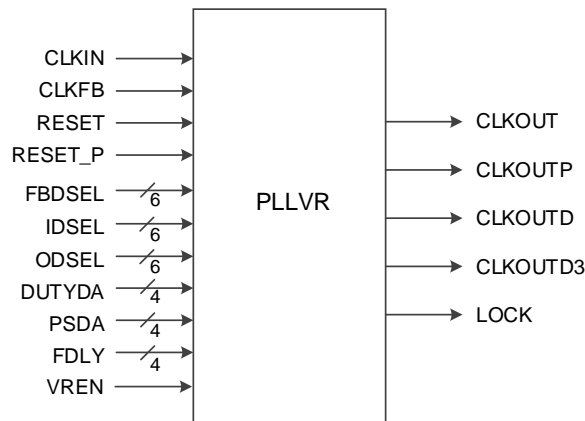 CLKIN
CLKFB
RESET
RESET_P
FBDSEL 6
IDSEL 6
ODSEL 6
DUTYDA 4
PSDA 4
FDLY 4
VREN
PLLVR
CLKOUT
CLKOUTP
CLKOUTD
CLKOUTD3
LOCK